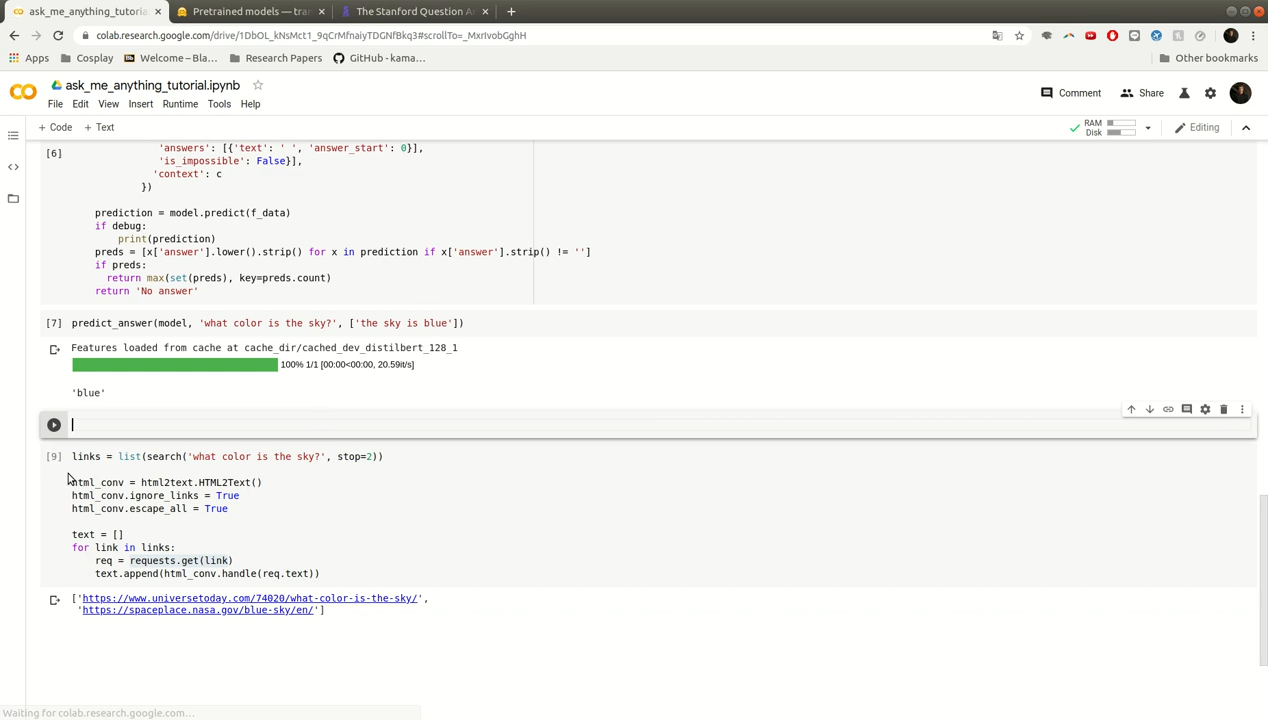 ask_me_anything_tutoria
Pretrained models — tran
The Stanford Question A
colab.research.google.com/drive/1DbOL_kNsMct1_9qCrMfnaiyTDGNfBkq3#scrollTo=_MxrIvobGghH
Apps
Cosplay
Welcome – Bla...
Research Papers
GitHub - kama...
Other bookmarks
ask_me_anything_tutorial.ipynb
Comment
Share
File
Edit
View
Insert
Runtime
Tools
Help
+ Code
+ Text
RAM
Disk
Editing
[6]
'answers': [{'text': ' ', 'answer_start': 0}],
'is_impossible': False}],
'context': c
})
prediction = model.predict(f_data)
if debug:
print(prediction)
preds = [x['answer'].lower().strip() for x in prediction if x['answer'].strip() != '']
if preds:
return max(set(preds), key=preds.count)
return 'No answer'
[7] predict_answer(model, 'what color is the sky?', ['the sky is blue'])
Features loaded from cache at cache_dir/cached_dev_distilbert_128_1
100% 1/1 [00:00<00:00, 20.59it/s]
'blue'
[9] links = list(search('what color is the sky?', stop=2))
html_conv = html2text.HTML2Text()
html_conv.ignore_links = True
html_conv.escape_all = True
text = []
for link in links:
req = requests.get(link)
text.append(html_conv.handle(req.text))
['https://www.universetoday.com/74020/what-color-is-the-sky/',
'https://spaceplace.nasa.gov/blue-sky/en/']
Waiting for colab.research.google.com...